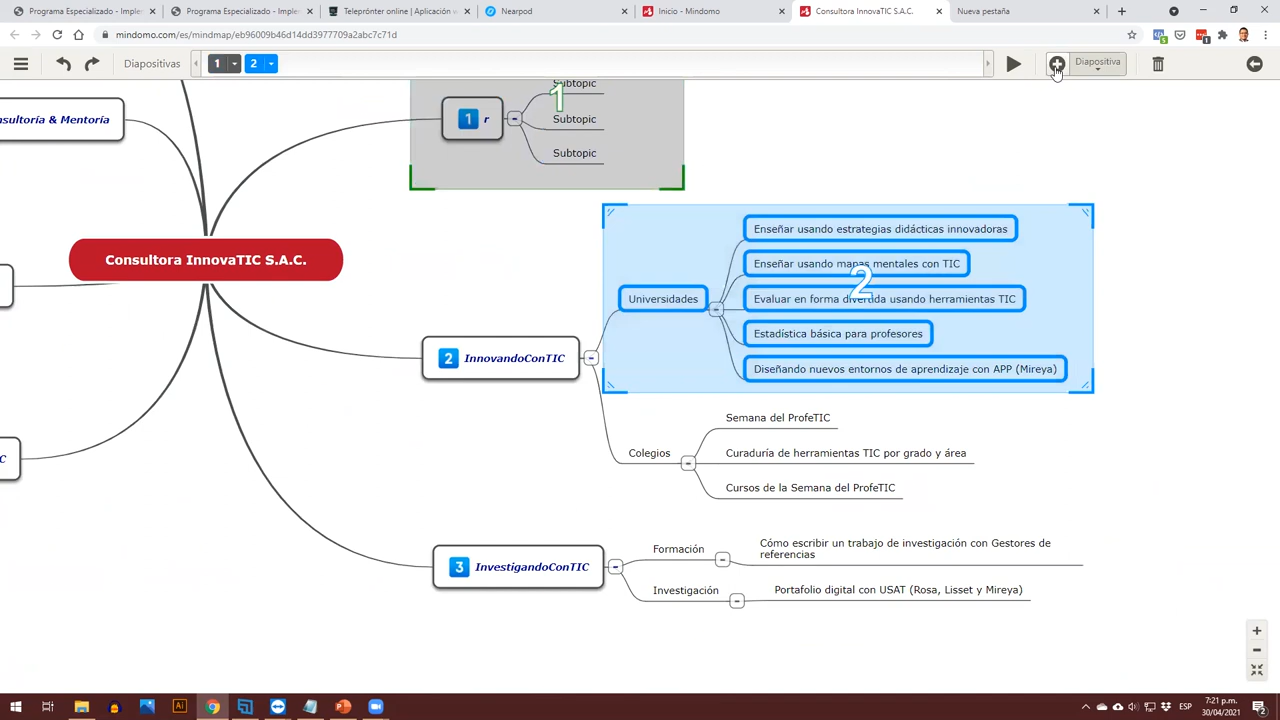 Programa Especializado - Implem
Programa Especializado - Implem
Teleprónter online | Aplicación w
Nearpod
Inicio - Mindomo
Consultora InnovaTIC S.A.C.
Nueva pestaña
mindomo.com/es/mindmap/eb96009b46d14dd3977709a2abc7c71d
Diapositivas
1
2
Diapositiva
Subtopic
1
1 r
Subtopic
Subtopic
nsultoría & Mentoría
Consultora InnovaTIC S.A.C.
Enseñar usando estrategias didácticas innovadoras
Enseñar usando mapas mentales con TIC
2
Universidades
Evaluar en forma divertida usando herramientas TIC
Estadística básica para profesores
Diseñando nuevos entornos de aprendizaje con APP (Mireya)
2 InnovandoConTIC
Semana del ProfeTIC
Colegios
Curaduría de herramientas TIC por grado y área
Cursos de la Semana del ProfeTIC
C
3 InvestigandoConTIC
Formación
Cómo escribir un trabajo de investigación con Gestores de
referencias
Investigación
Portafolio digital con USAT (Rosa, Lisset y Mireya)
ESP
7:21 p.m.
30/04/2021